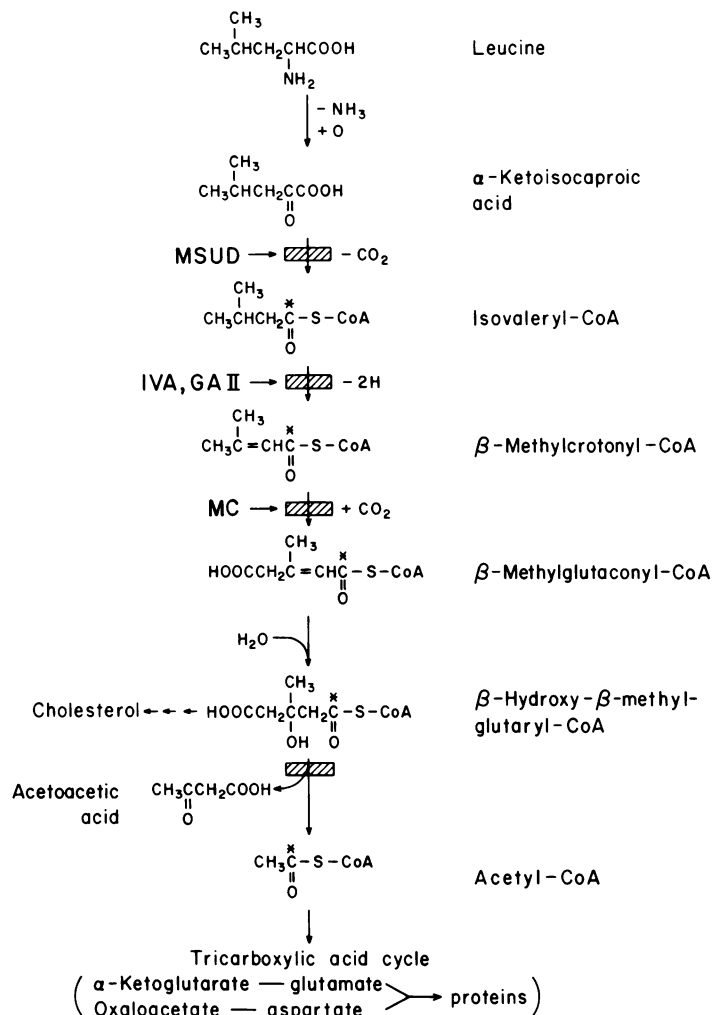 CH₃
CH₃CHCH₂CHCOOH Leucine
NH₂
− NH₃
+ O
CH₃
CH₃CHCH₂CCOOH α-Ketoisocaproic
O acid
MSUD → − CO₂
CH₃ *
CH₃CHCH₂C−S−CoA Isovaleryl-CoA
O
IVA, GA II → − 2H
CH₃ *
CH₃C=CHC−S−CoA β-Methylcrotonyl-CoA
O
MC → + CO₂
CH₃ *
HOOCCH₂C=CHC−S−CoA β-Methylglutaconyl-CoA
O
H₂O
CH₃ *
Cholesterol ← ← ← HOOCCH₂CCH₂C−S−CoA β-Hydroxy-β-methyl-
OH O glutaryl-CoA
Acetoacetic CH₃CCH₂COOH
acid O
*
CH₃C−S−CoA Acetyl-CoA
O
Tricarboxylic acid cycle
( α-Ketoglutarate — glutamate
Oxaloacetate — aspartate → proteins )